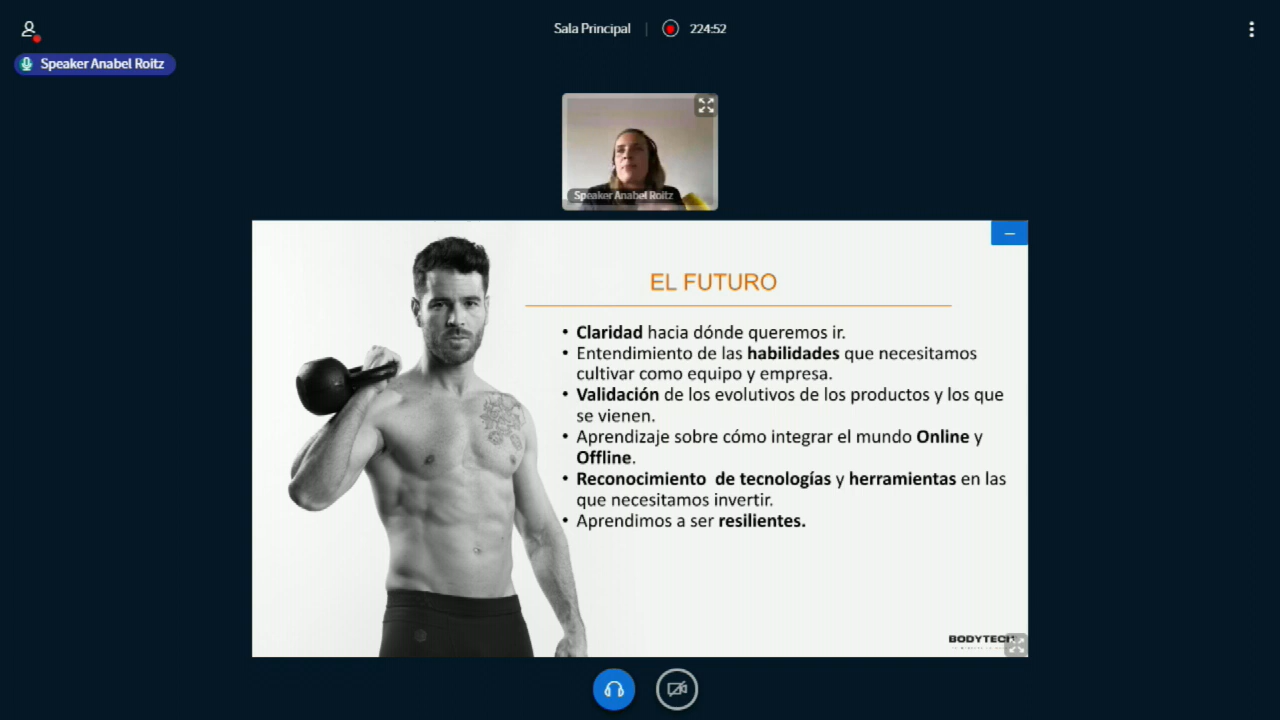 Sala Principal
224:52
Speaker Anabel Roitz
Speaker Anabel Roitz
EL FUTURO
• Claridad hacia dónde queremos ir.
• Entendimiento de las habilidades que necesitamos
cultivar como equipo y empresa.
• Validación de los evolutivos de los productos y los que
se vienen.
• Aprendizaje sobre cómo integrar el mundo Online y
Offline.
• Reconocimiento de tecnologías y herramientas en las
que necesitamos invertir.
• Aprendimos a ser resilientes.
BODYTECH